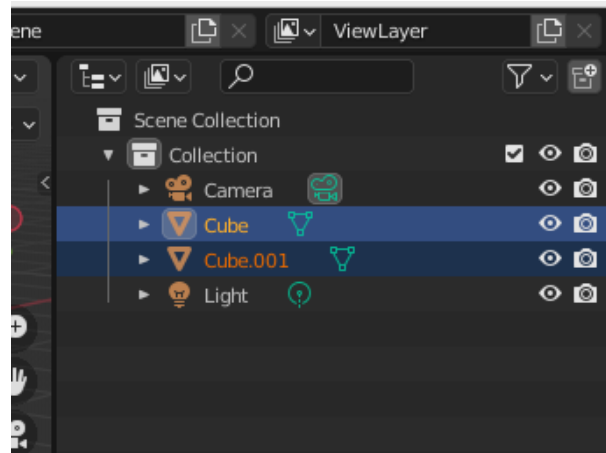 ene
ViewLayer
Scene Collection
Collection
Camera
Cube
Cube.001
Light